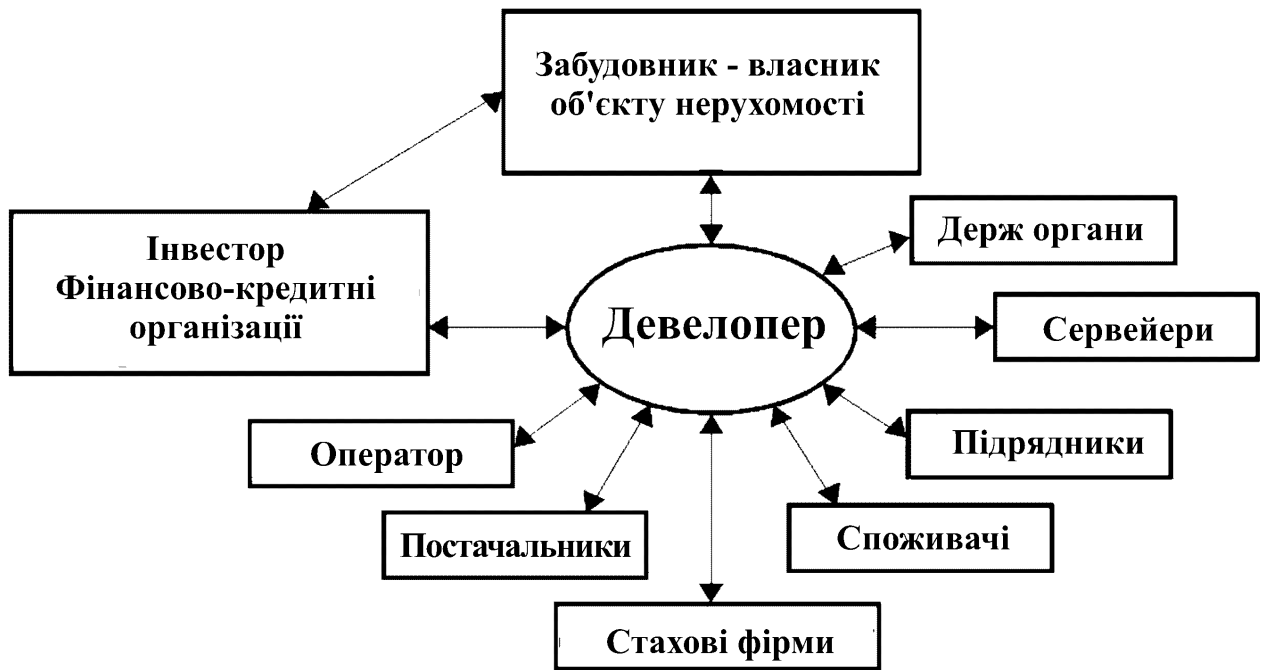 Забудовник - власник
об'єкту нерухомості
Інвестор
Фінансово-кредитні
організації
Держ органи
Девелопер
Сервейери
Оператор
Підрядники
Постачальники
Споживачі
Стахові фірми